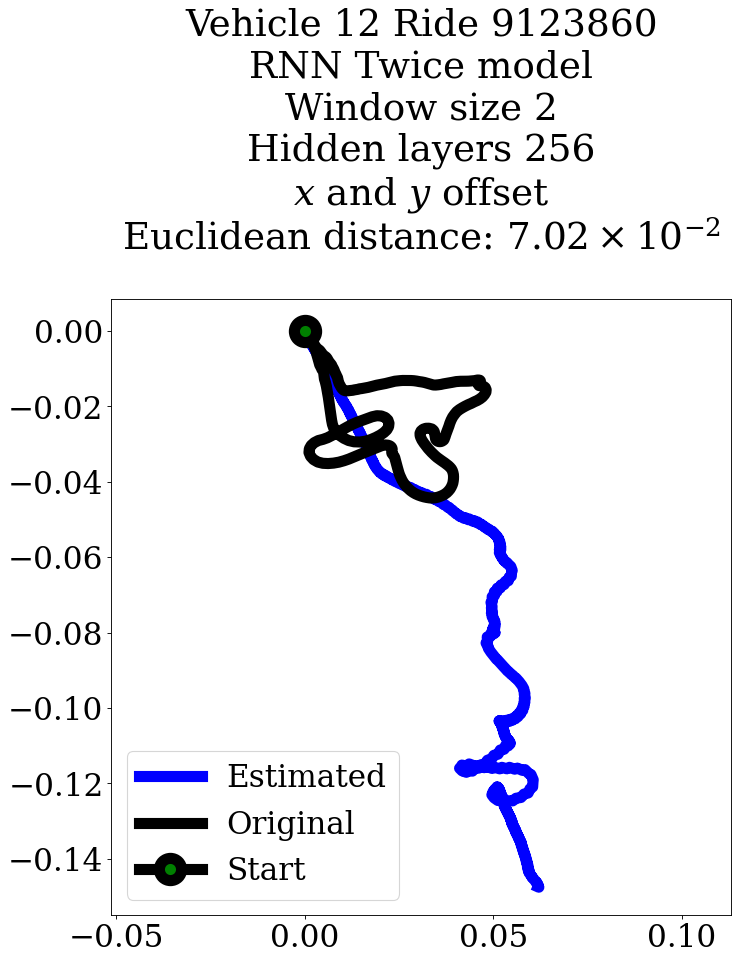 Vehicle 12 Ride 9123860
RNN Twice model
Window size 2
Hidden layers 256
x and y offset
Euclidean distance: 7.02 × 10⁻²
0.00
−0.02
−0.04
−0.06
−0.08
−0.10
−0.12
−0.14
Estimated
Original
Start
−0.05 0.00 0.05 0.10